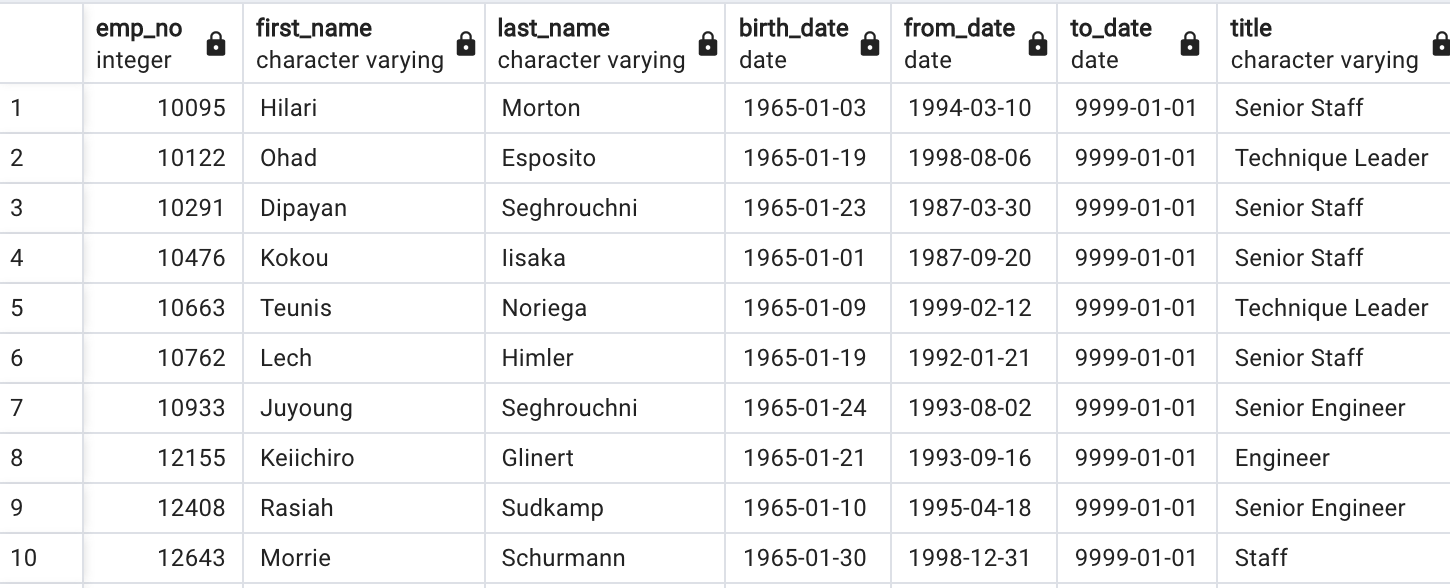 emp_no first_name last_name birth_date from_date to_date title
integer character varying character varying date date date character varying
1 10095 Hilari Morton 1965-01-03 1994-03-10 9999-01-01 Senior Staff
2 10122 Ohad Esposito 1965-01-19 1998-08-06 9999-01-01 Technique Leader
3 10291 Dipayan Seghrouchni 1965-01-23 1987-03-30 9999-01-01 Senior Staff
4 10476 Kokou Iisaka 1965-01-01 1987-09-20 9999-01-01 Senior Staff
5 10663 Teunis Noriega 1965-01-09 1999-02-12 9999-01-01 Technique Leader
6 10762 Lech Himler 1965-01-19 1992-01-21 9999-01-01 Senior Staff
7 10933 Juyoung Seghrouchni 1965-01-24 1993-08-02 9999-01-01 Senior Engineer
8 12155 Keiichiro Glinert 1965-01-21 1993-09-16 9999-01-01 Engineer
9 12408 Rasiah Sudkamp 1965-01-10 1995-04-18 9999-01-01 Senior Engineer
10 12643 Morrie Schurmann 1965-01-30 1998-12-31 9999-01-01 Staff